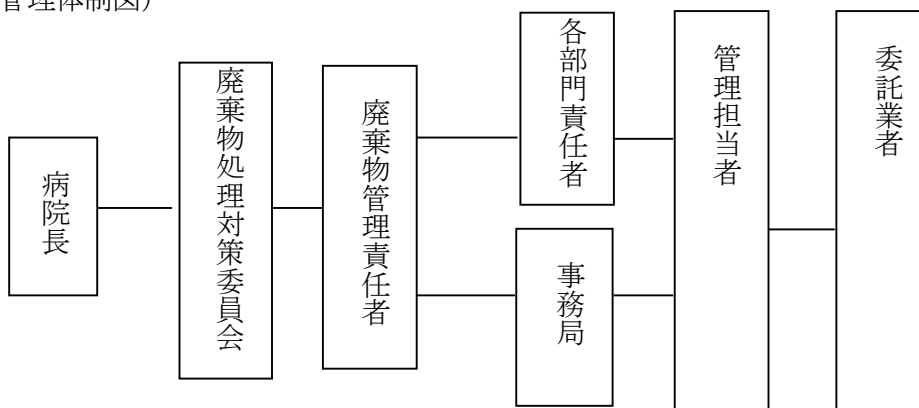 管理体制図）
病院長
廃棄物処理対策委員会
廃棄物管理責任者
各部門責任者
事務局
管理担当者
委託業者